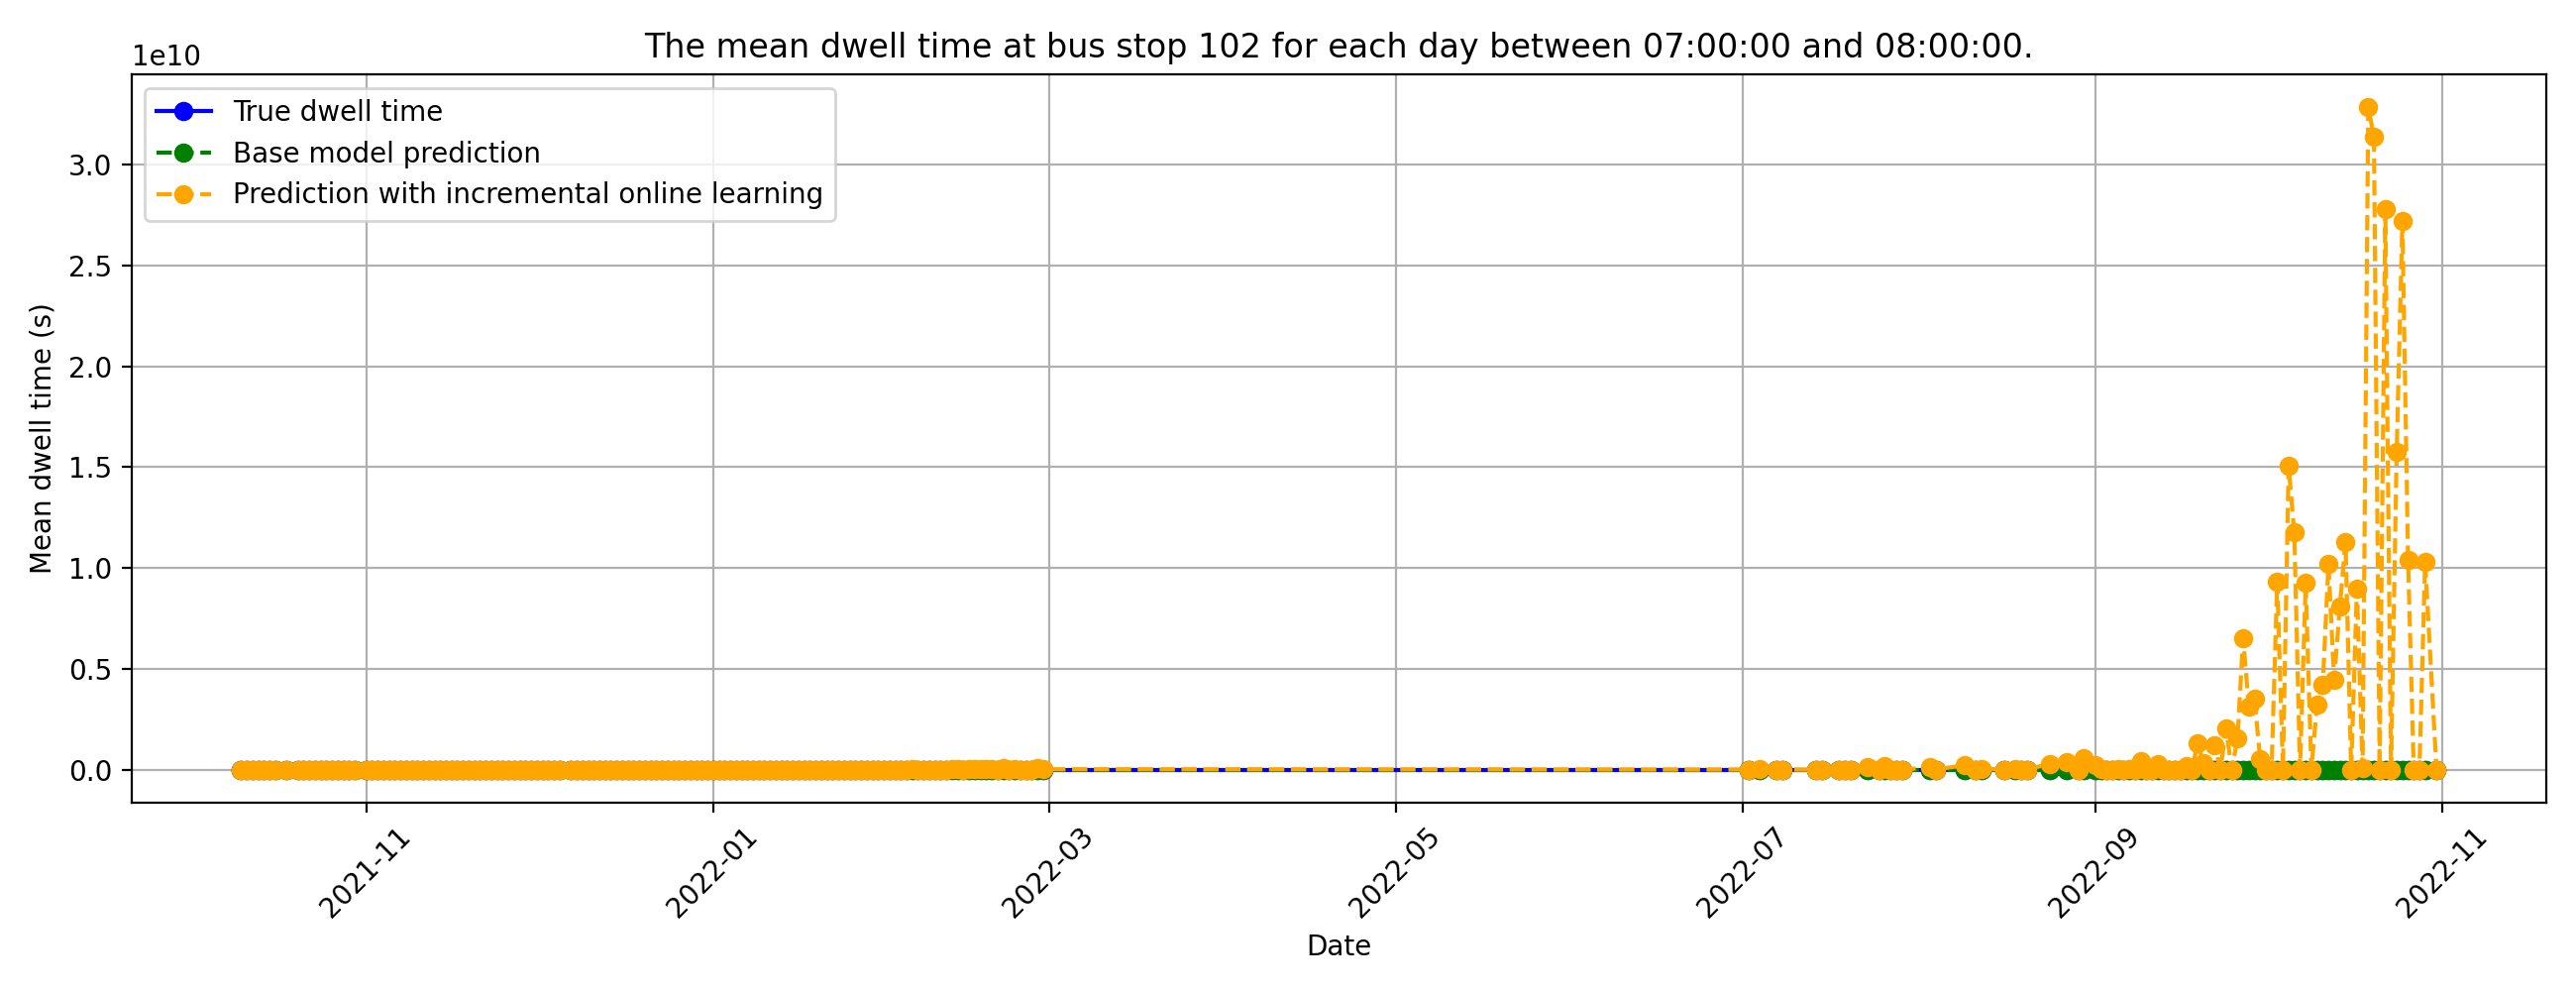 The mean dwell time at bus stop 102 for each day between 07:00:00 and 08:00:00.
1e10
True dwell time
Base model prediction
Prediction with incremental online learning
Mean dwell time (s)
3.0
2.5
2.0
1.5
1.0
0.5
0.0
2021-11
2022-01
2022-03
2022-05
2022-07
2022-09
2022-11
Date